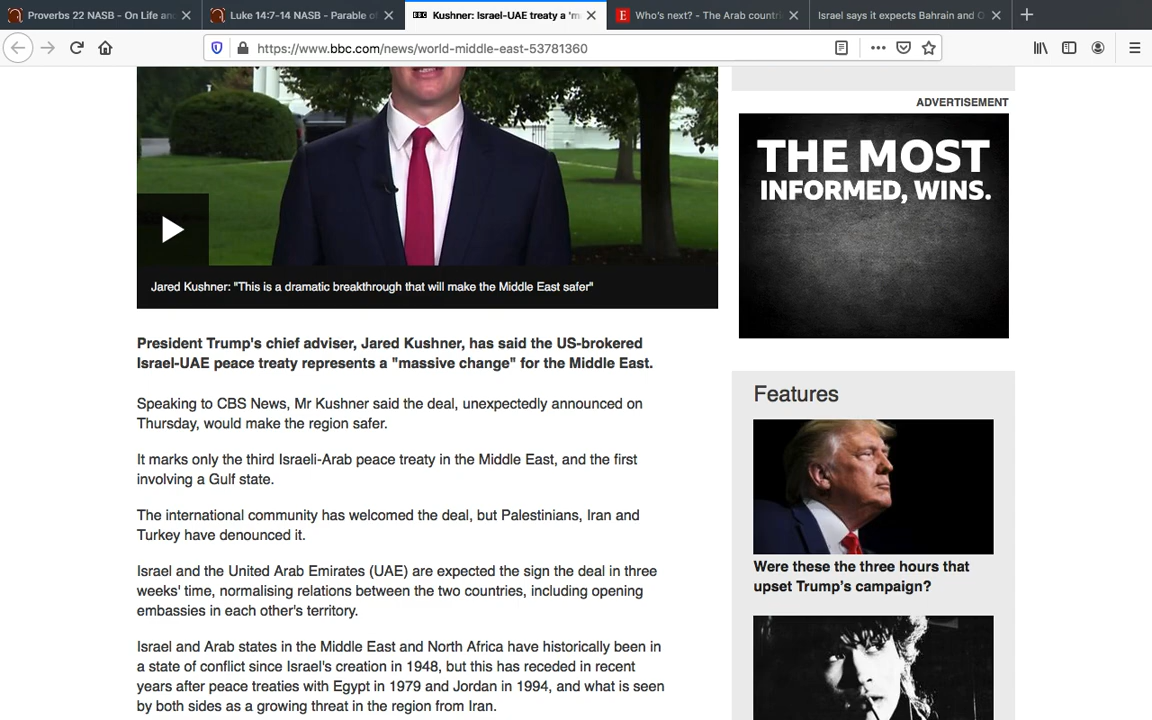 Proverbs 22 NASB - On Life an
Luke 14:7-14 NASB - Parable of
BBC Kushner: Israel-UAE treaty a 'm
E Who's next? - The Arab countri
Israel says it expects Bahrain and O
https://www.bbc.com/news/world-middle-east-53781360
Jared Kushner: "This is a dramatic breakthrough that will make the Middle East safer"
President Trump's chief adviser, Jared Kushner, has said the US-brokered
Israel-UAE peace treaty represents a "massive change" for the Middle East.
Speaking to CBS News, Mr Kushner said the deal, unexpectedly announced on
Thursday, would make the region safer.
It marks only the third Israeli-Arab peace treaty in the Middle East, and the first
involving a Gulf state.
The international community has welcomed the deal, but Palestinians, Iran and
Turkey have denounced it.
Israel and the United Arab Emirates (UAE) are expected the sign the deal in three
weeks' time, normalising relations between the two countries, including opening
embassies in each other's territory.
Israel and Arab states in the Middle East and North Africa have historically been in
a state of conflict since Israel's creation in 1948, but this has receded in recent
years after peace treaties with Egypt in 1979 and Jordan in 1994, and what is seen
by both sides as a growing threat in the region from Iran.
ADVERTISEMENT
THE MOST
INFORMED, WINS.
Features
Were these the three hours that
upset Trump's campaign?